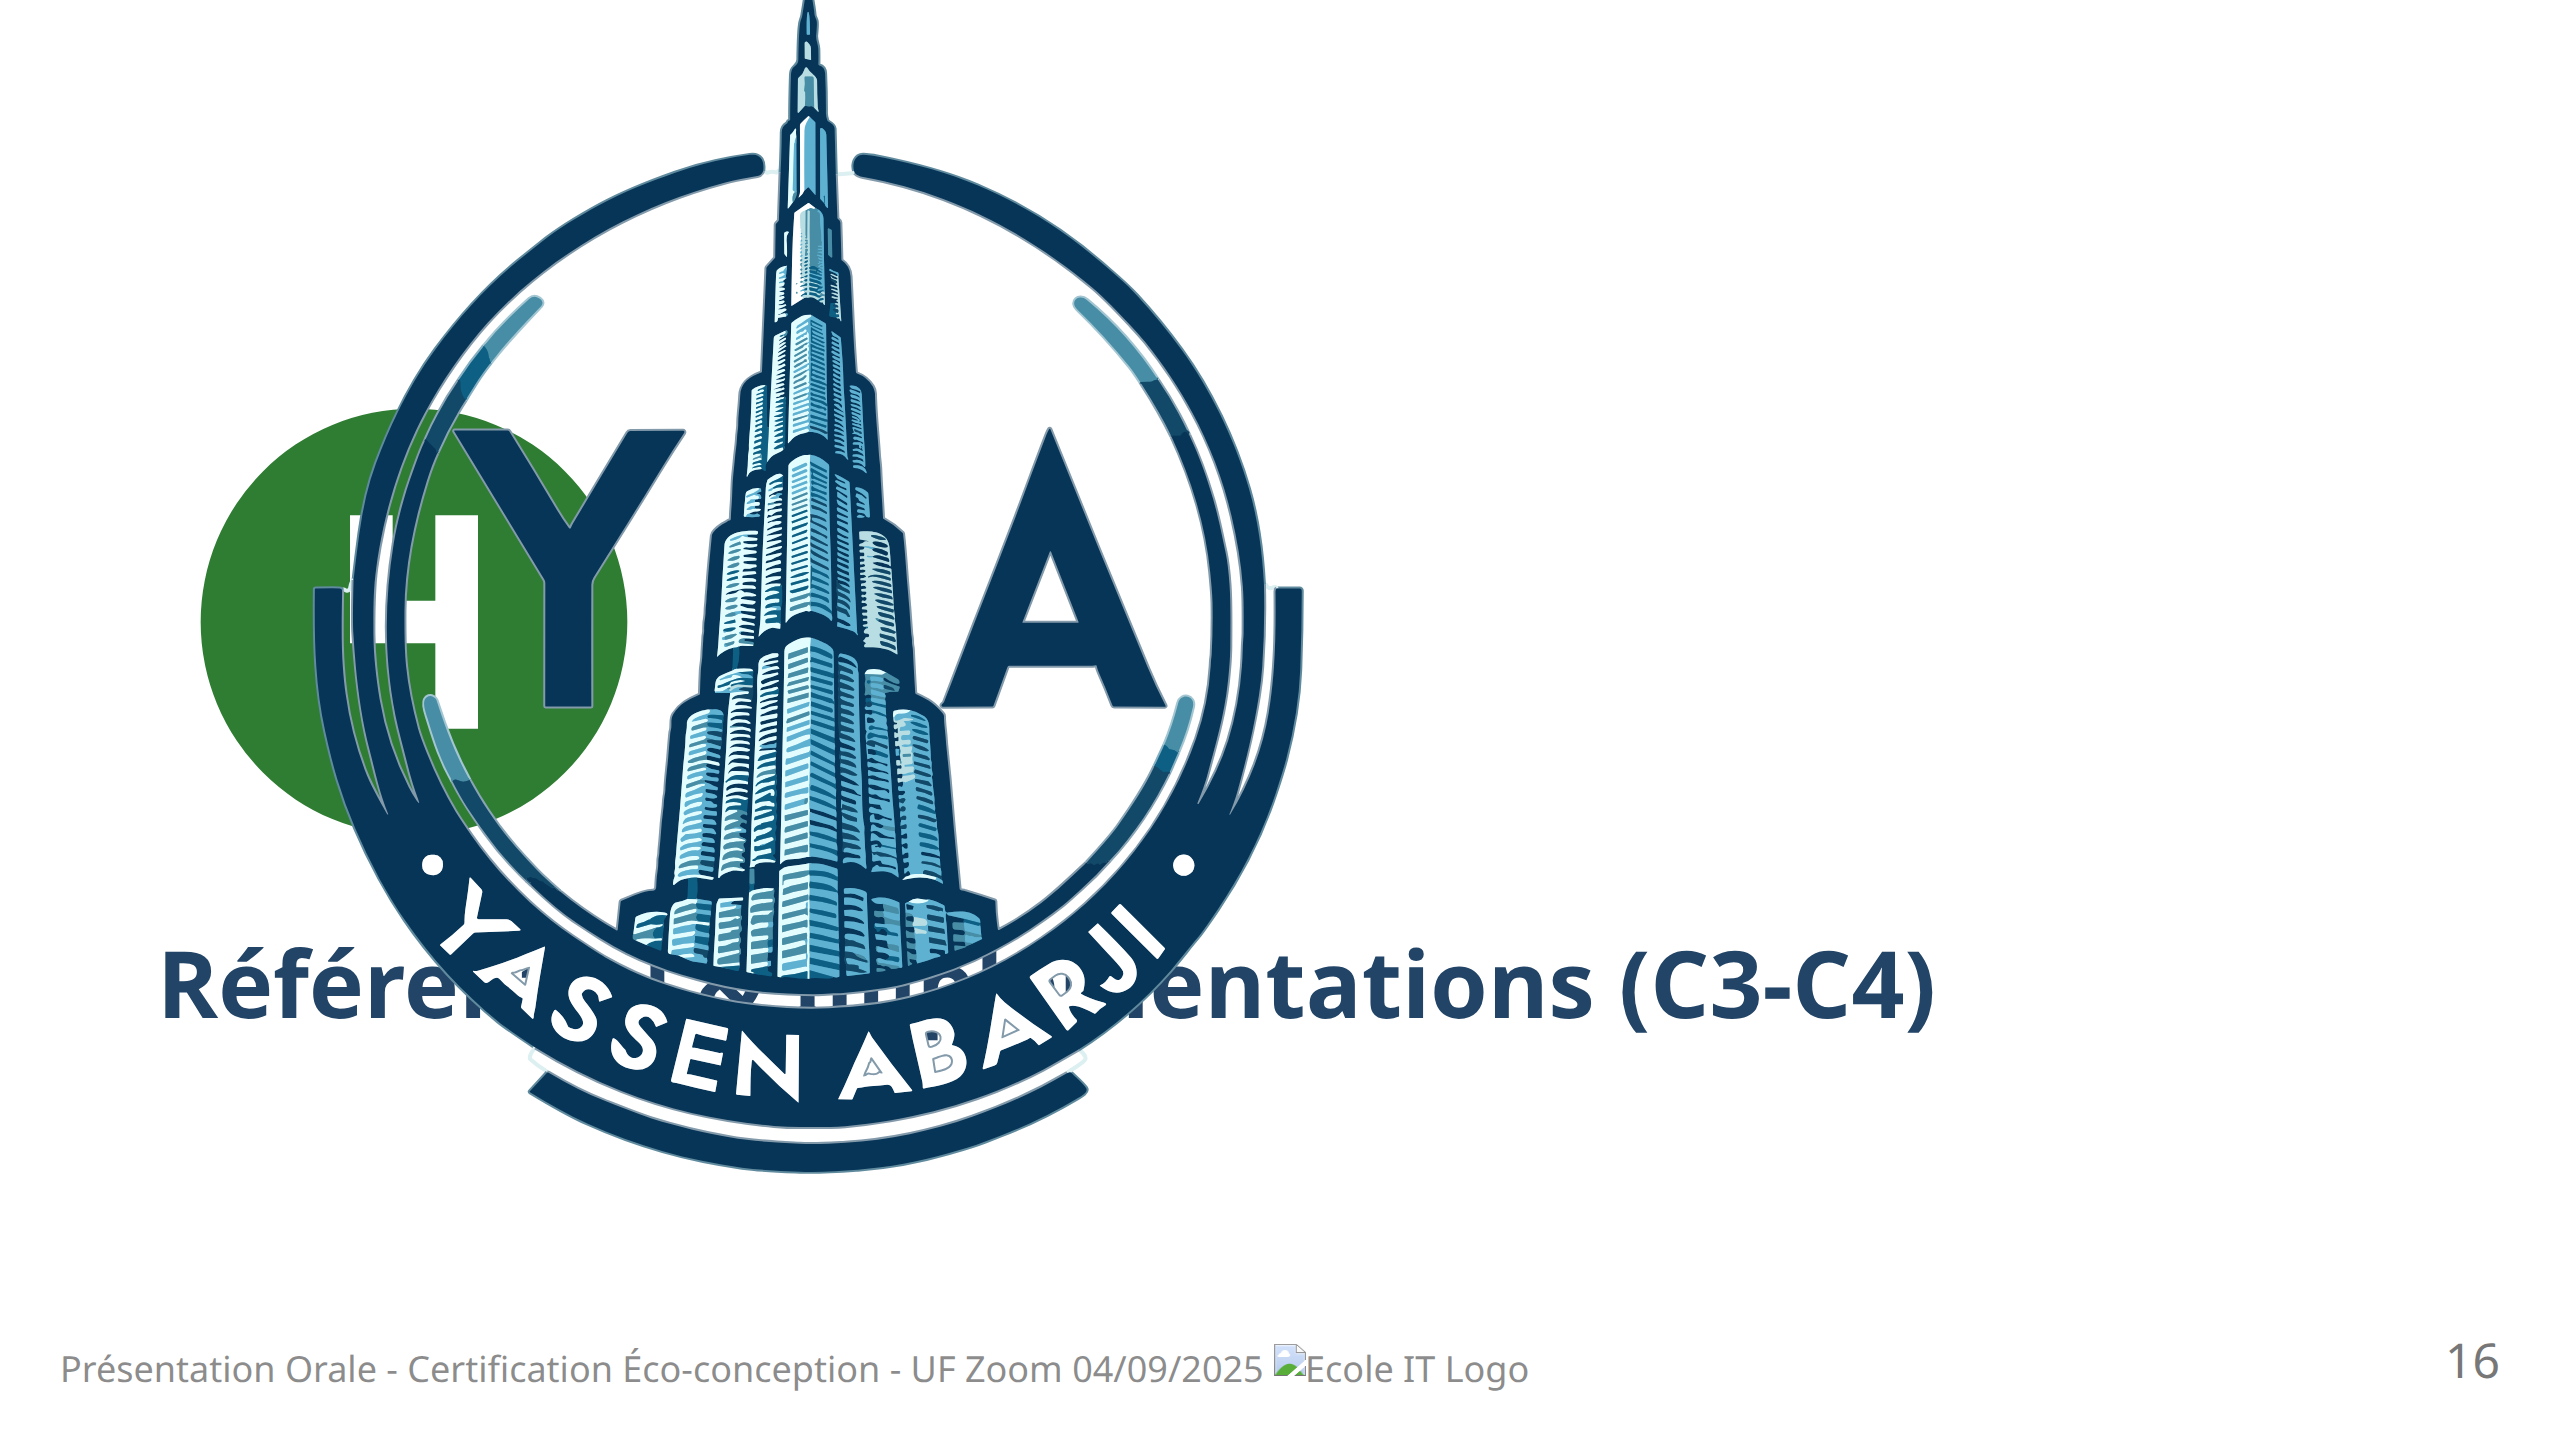 H
Y A
YASSEN ABARJI
& entations (C3-C4)
Présentation Orale - Certification Éco-conception - UF Zoom 04/09/2025 Ecole IT Logo
16